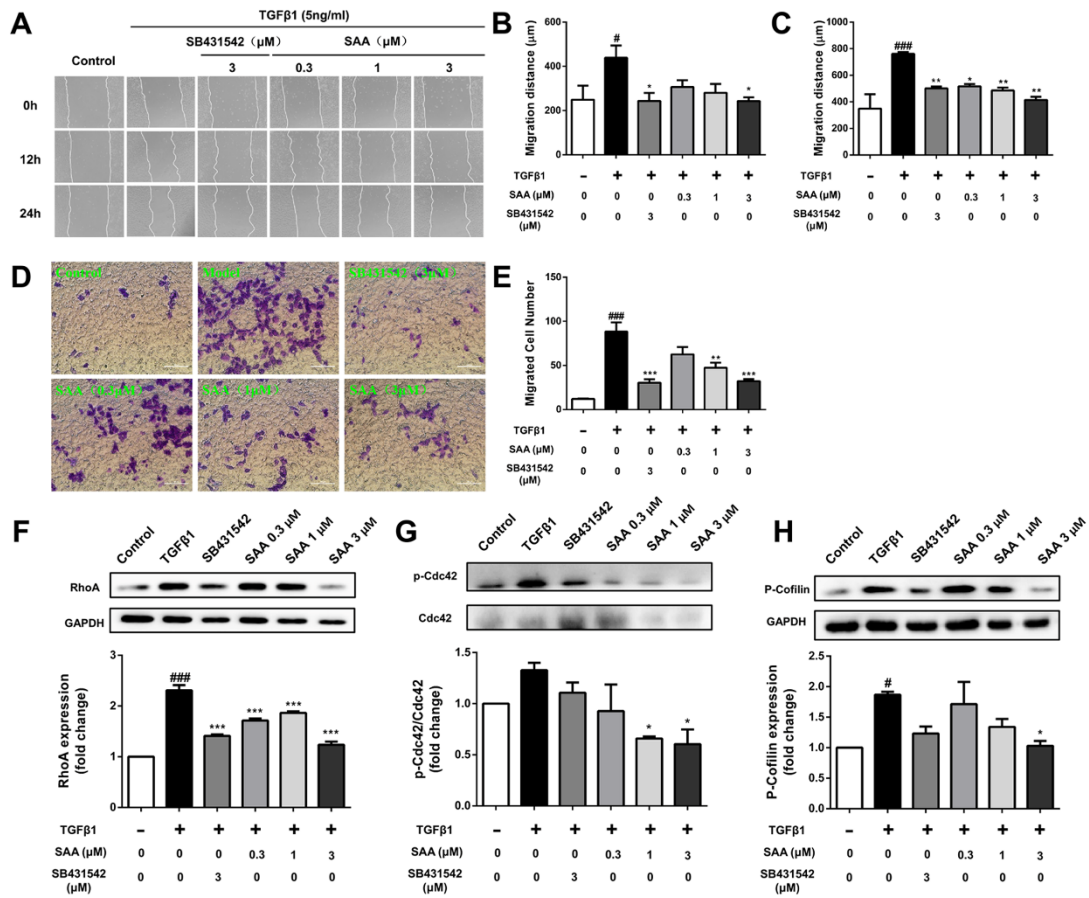 A
TGFβ1 (5ng/ml)
SB431542 (μM)
SAA (μM)
Control
3
0.3
1
3
0h
12h
24h
B
Migration distance (μm)
600
400
200
0
#
*
*
TGFβ1 – + + + + +
SAA (μM) 0 0 0 0.3 1 3
SB431542 (μM) 0 0 3 0 0 0
C
Migration distance (μm)
1000
800
600
400
200
0
###
**
*
**
**
TGFβ1 – + + + + +
SAA (μM) 0 0 0 0.3 1 3
SB431542 (μM) 0 0 3 0 0 0
D
Control
Model
SB431542 (3μM)
SAA (0.3μM)
SAA (1μM)
SAA (3μM)
E
Migrated Cell Number
150
100
50
0
###
***
**
***
TGFβ1 – + + + + +
SAA (μM) 0 0 0 0.3 1 3
SB431542 (μM) 0 0 3 0 0 0
F
Control
TGFβ1
SB431542
SAA 0.3 μM
SAA 1 μM
SAA 3 μM
RhoA
GAPDH
RhoA expression
(fold change)
3
2
1
0
###
***
***
***
***
TGFβ1 – + + + + +
SAA (μM) 0 0 0 0.3 1 3
SB431542 (μM) 0 0 3 0 0 0
G
Control
TGFβ1
SB431542
SAA 0.3 μM
SAA 1 μM
SAA 3 μM
p-Cdc42
Cdc42
p-Cdc42/Cdc42
(fold change)
1.5
1.0
0.5
0.0
*
*
TGFβ1 – + + + + +
SAA (μM) 0 0 0 0.3 1 3
SB431542 (μM) 0 0 3 0 0 0
H
Control
TGFβ1
SB431542
SAA 0.3 μM
SAA 1 μM
SAA 3 μM
P-Cofilin
GAPDH
P-Cofilin expression
(fold change)
2.5
2.0
1.5
1.0
0.5
0.0
#
*
TGFβ1 – + + + + +
SAA (μM) 0 0 0 0.3 1 3
SB431542 (μM) 0 0 3 0 0 0